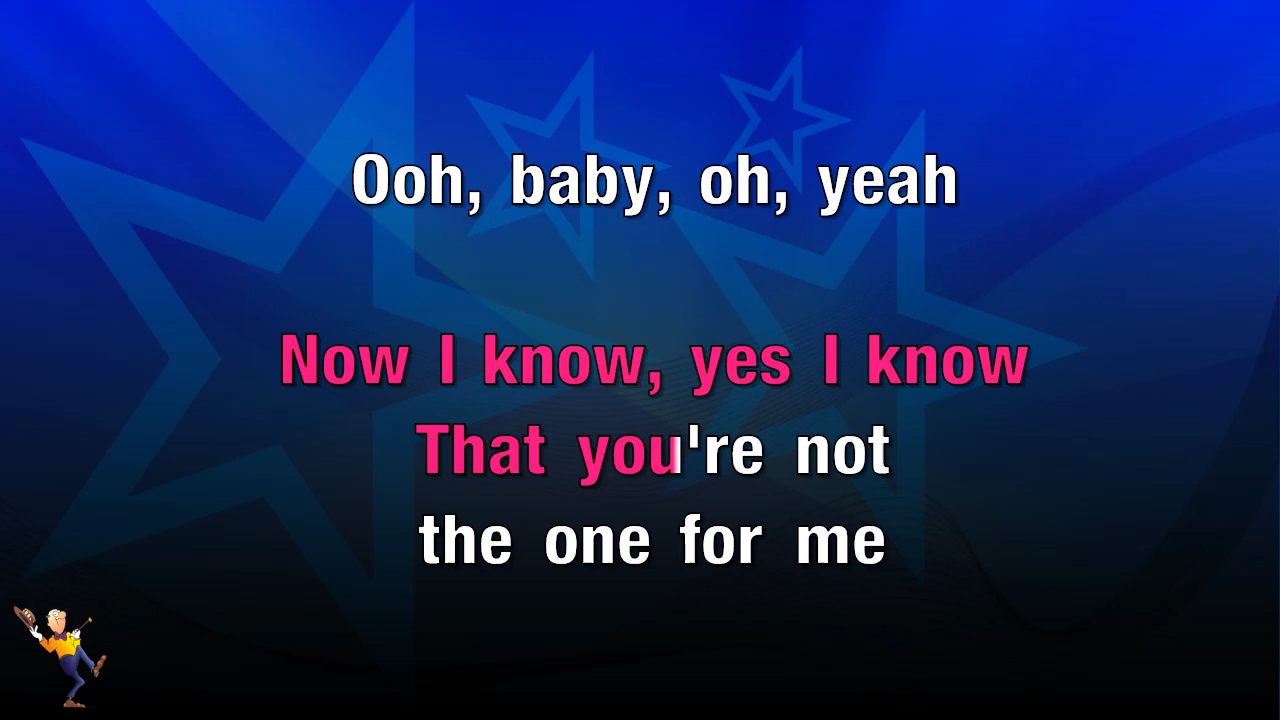 Ooh, baby, oh, yeah
Now I know, yes I know
That you're not
the one for me